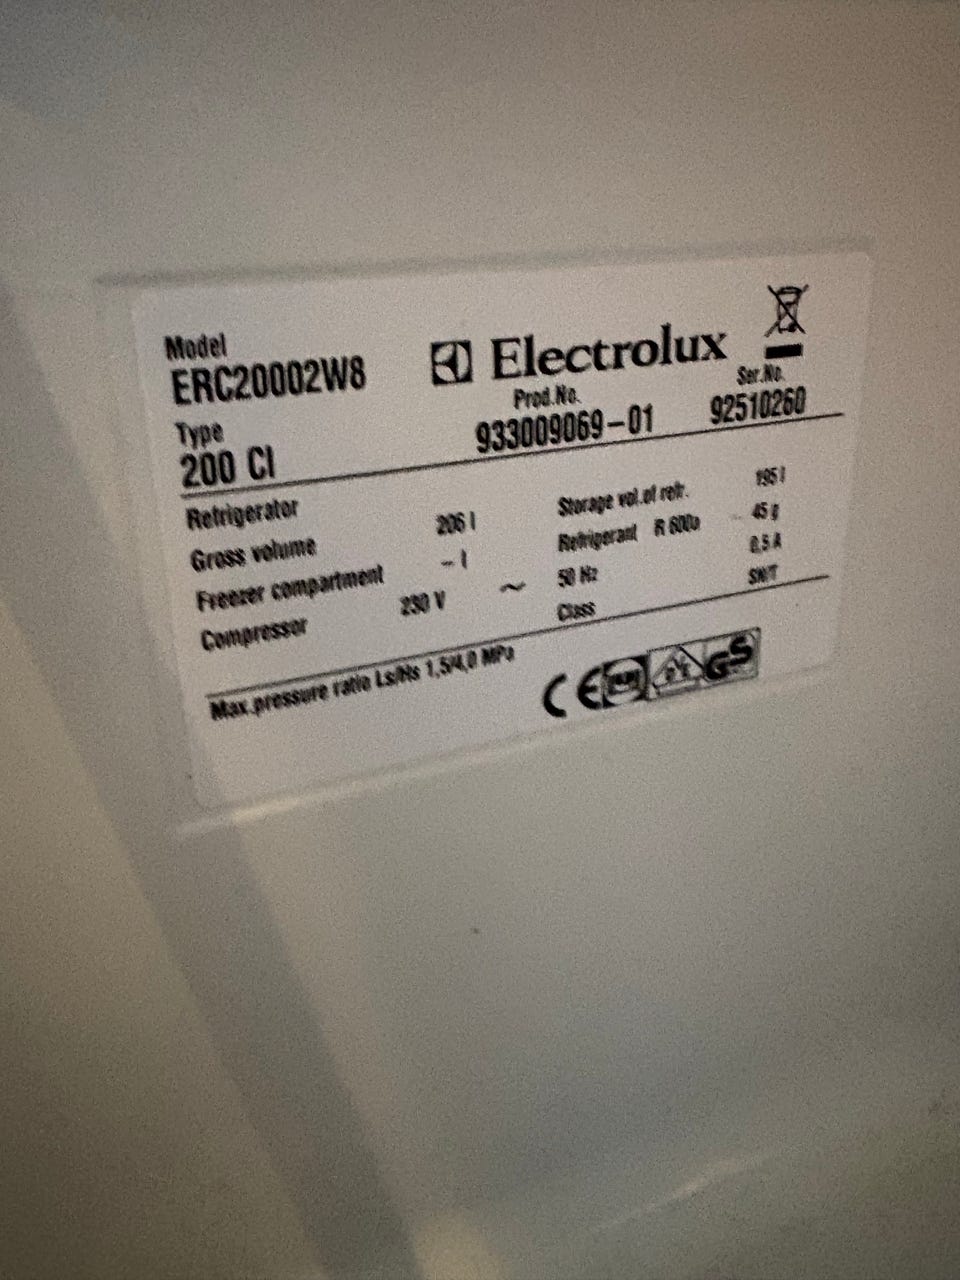 Model
ERC20002W8
Electrolux
Type
200 CI
Prod.No.
933009069-01
Ser.No.
92510260
Refrigerator
Gross volume 206 l Storage vol.of refr. 195 l
Freezer compartment - l Refrigerant R 600a 45 g
Compressor 230 V ~ 50 Hz 0,5 A
Class SN/T
Max.pressure ratio Ls/Hs 1,5/4,0 MPa
CE
GS